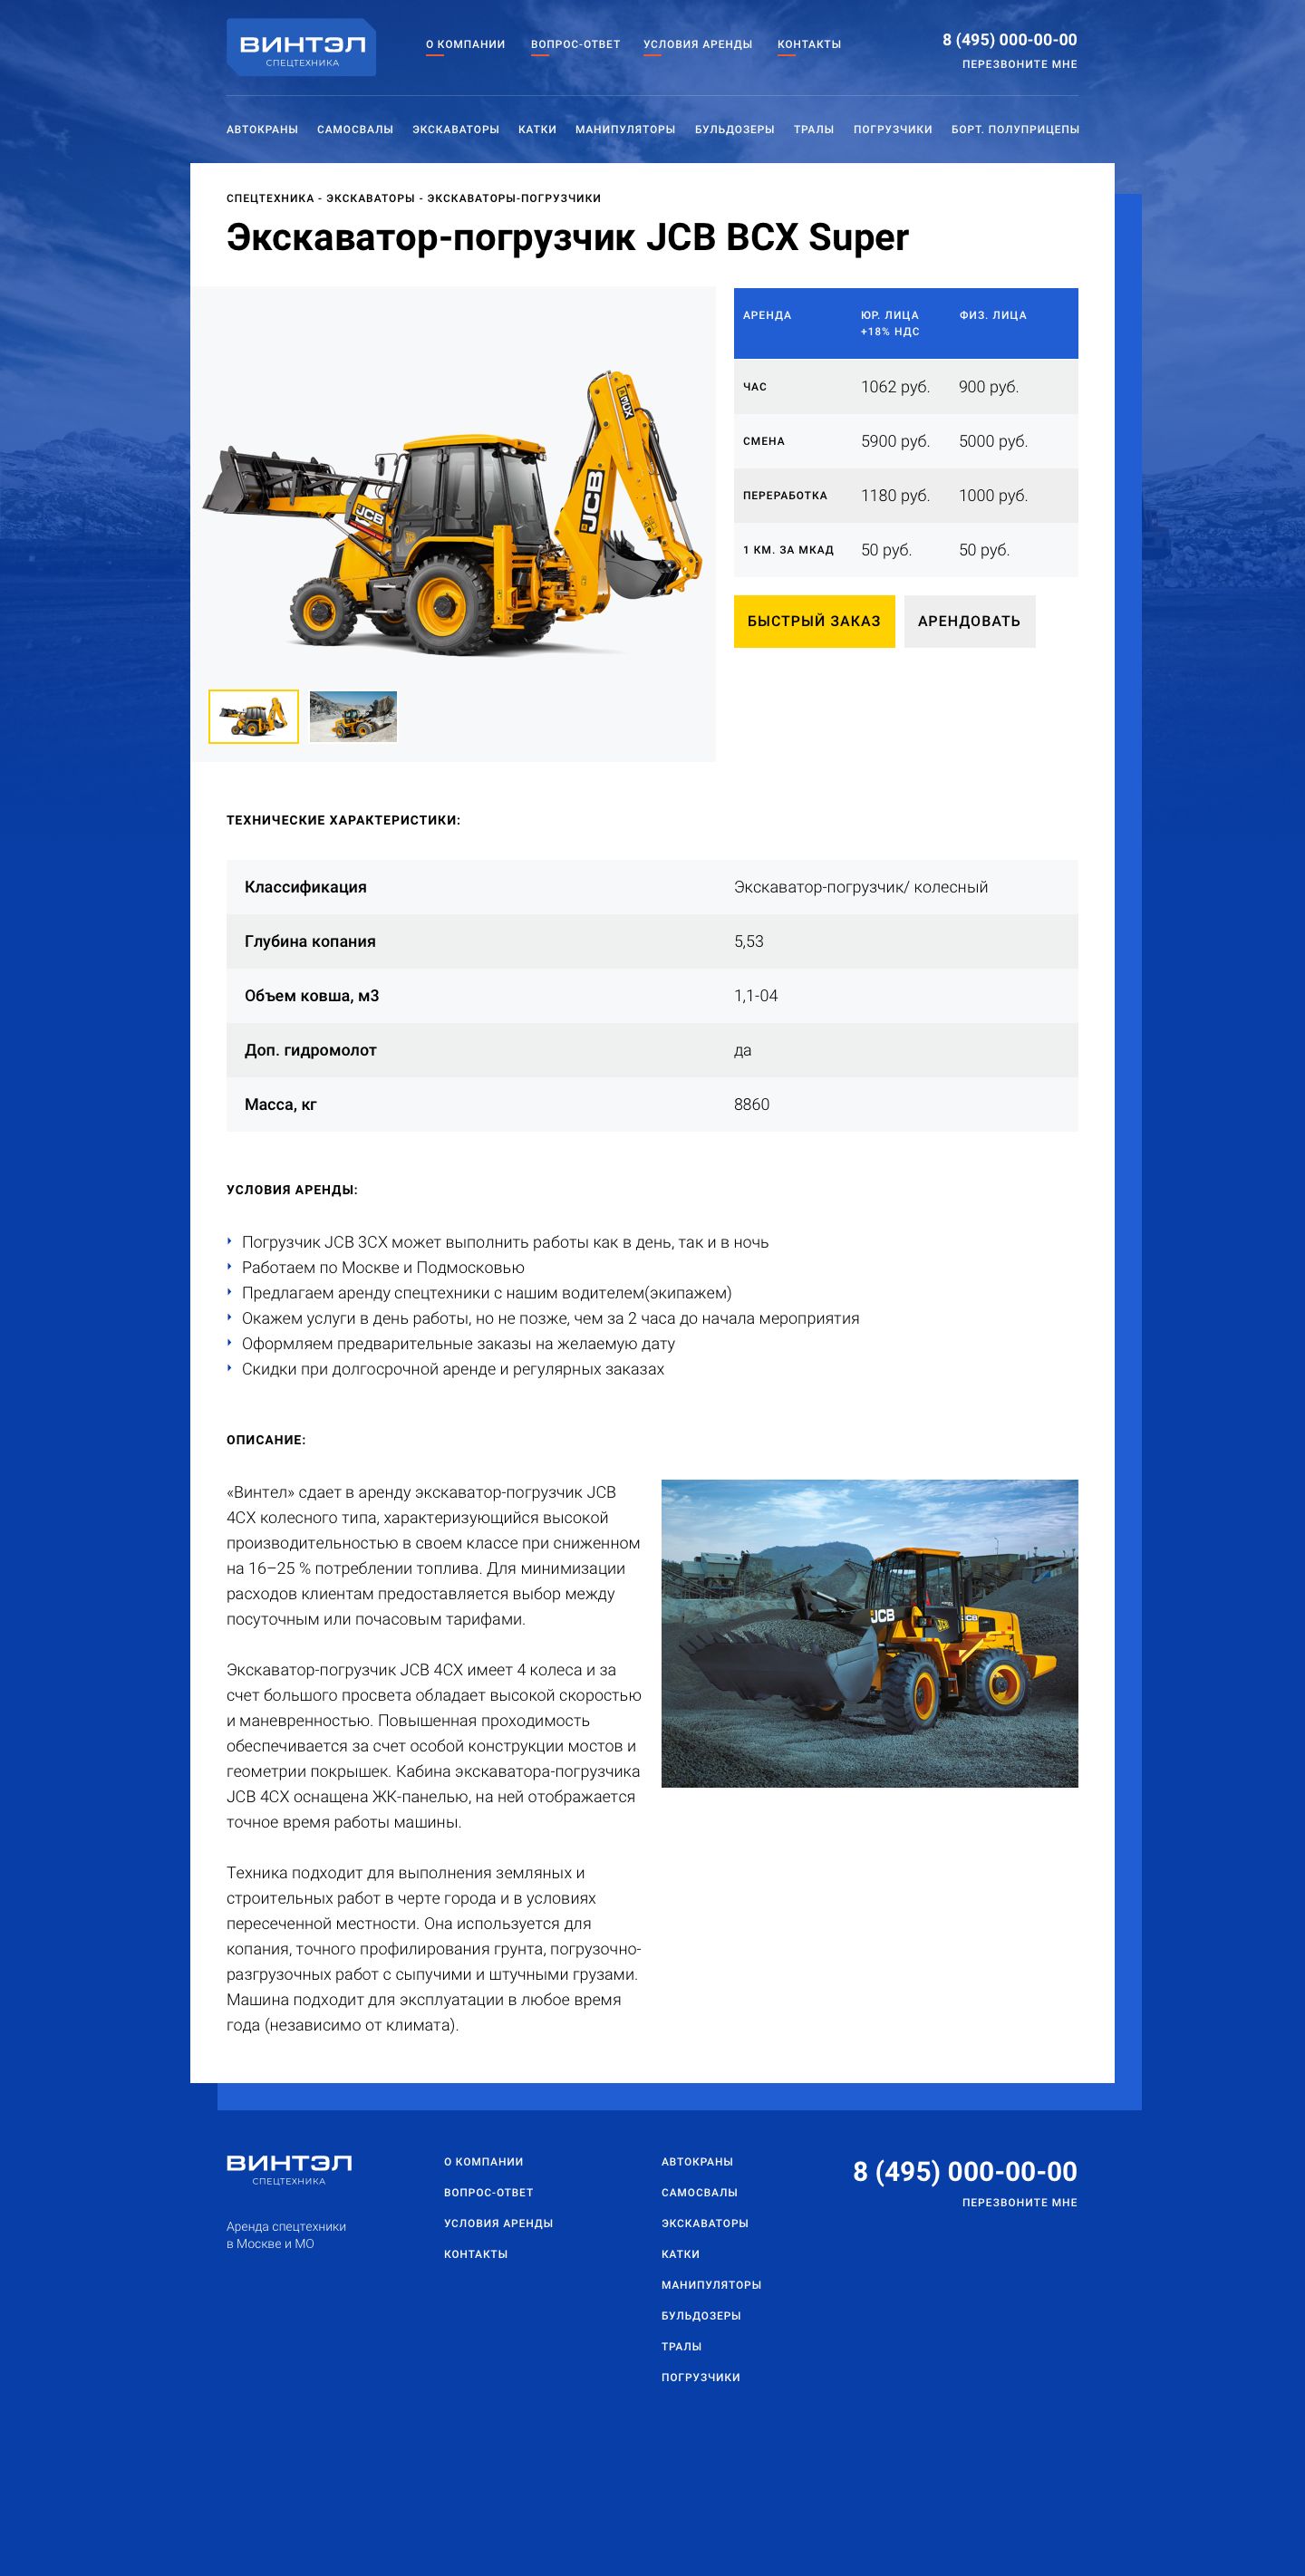 ВИНТЭЛ
СПЕЦТЕХНИКА
О КОМПАНИИ ВОПРОС-ОТВЕТ УСЛОВИЯ АРЕНДЫ КОНТАКТЫ
8 (495) 000-00-00
ПЕРЕЗВОНИТЕ МНЕ
АВТОКРАНЫ САМОСВАЛЫ ЭКСКАВАТОРЫ КАТКИ МАНИПУЛЯТОРЫ БУЛЬДОЗЕРЫ ТРАЛЫ ПОГРУЗЧИКИ БОРТ. ПОЛУПРИЦЕПЫ
СПЕЦТЕХНИКА - ЭКСКАВАТОРЫ - ЭКСКАВАТОРЫ-ПОГРУЗЧИКИ
Экскаватор-погрузчик JCB BCX Super
JCB
JCB
АРЕНДА ЮР. ЛИЦА ФИЗ. ЛИЦА
+18% НДС
ЧАС 1062 руб. 900 руб.
СМЕНА 5900 руб. 5000 руб.
ПЕРЕРАБОТКА 1180 руб. 1000 руб.
1 КМ. ЗА МКАД 50 руб. 50 руб.
БЫСТРЫЙ ЗАКАЗ АРЕНДОВАТЬ
ТЕХНИЧЕСКИЕ ХАРАКТЕРИСТИКИ:
Классификация Экскаватор-погрузчик/ колесный
Глубина копания 5,53
Объем ковша, м3 1,1-04
Доп. гидромолот да
Масса, кг 8860
УСЛОВИЯ АРЕНДЫ:
Погрузчик JCB 3CX может выполнить работы как в день, так и в ночь
Работаем по Москве и Подмосковью
Предлагаем аренду спецтехники с нашим водителем(экипажем)
Окажем услуги в день работы, но не позже, чем за 2 часа до начала мероприятия
Оформляем предварительные заказы на желаемую дату
Скидки при долгосрочной аренде и регулярных заказах
ОПИСАНИЕ:
«Винтел» сдает в аренду экскаватор-погрузчик JCB
4CX колесного типа, характеризующийся высокой
производительностью в своем классе при сниженном
на 16–25 % потреблении топлива. Для минимизации
расходов клиентам предоставляется выбор между
посуточным или почасовым тарифами.
Экскаватор-погрузчик JCB 4CX имеет 4 колеса и за
счет большого просвета обладает высокой скоростью
и маневренностью. Повышенная проходимость
обеспечивается за счет особой конструкции мостов и
геометрии покрышек. Кабина экскаватора-погрузчика
JCB 4CX оснащена ЖК-панелью, на ней отображается
точное время работы машины.
Техника подходит для выполнения земляных и
строительных работ в черте города и в условиях
пересеченной местности. Она используется для
копания, точного профилирования грунта, погрузочно-
разгрузочных работ с сыпучими и штучными грузами.
Машина подходит для эксплуатации в любое время
года (независимо от климата).
JCB
JCB
JCB
ВИНТЭЛ
СПЕЦТЕХНИКА
Аренда спецтехники
в Москве и МО
О КОМПАНИИ
ВОПРОС-ОТВЕТ
УСЛОВИЯ АРЕНДЫ
КОНТАКТЫ
АВТОКРАНЫ
САМОСВАЛЫ
ЭКСКАВАТОРЫ
КАТКИ
МАНИПУЛЯТОРЫ
БУЛЬДОЗЕРЫ
ТРАЛЫ
ПОГРУЗЧИКИ
8 (495) 000-00-00
ПЕРЕЗВОНИТЕ МНЕ